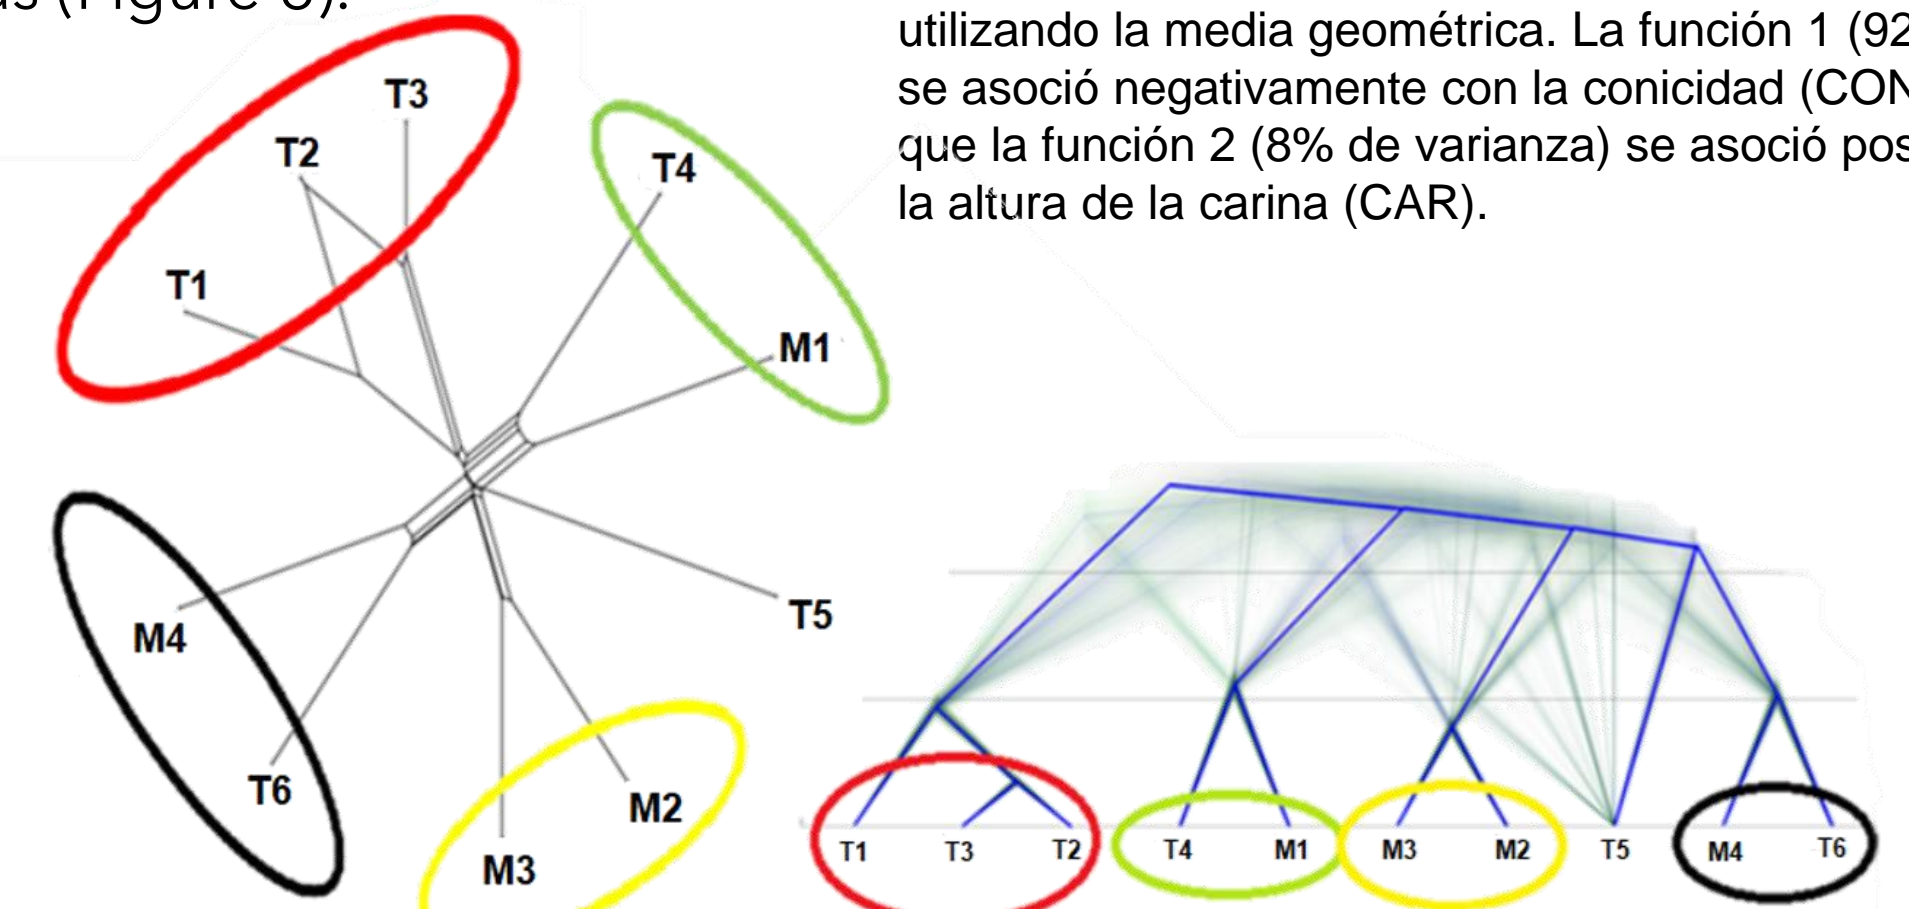 utilizando la media geométrica. La función 1 (92
se asoció negativamente con la conicidad (CON
que la función 2 (8% de varianza) se asoció pos
la altura de la carina (CAR).
T3
T2
T4
T1
M1
T5
M4
T6
M2
M3
T1 T3 T2 T4 M1 M3 M2 T5 M4 T6